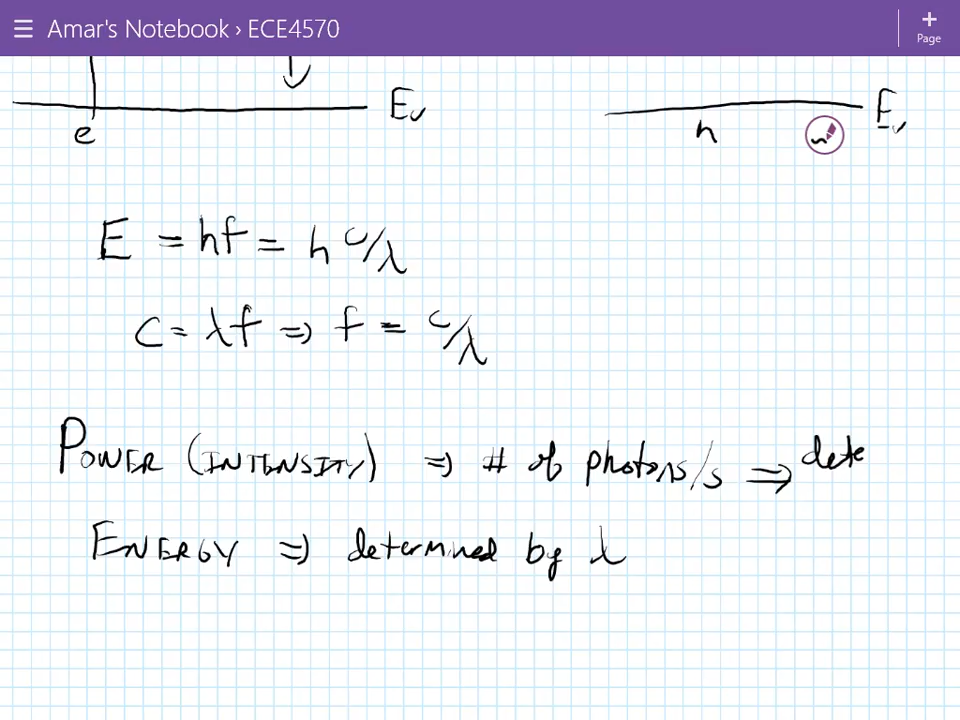 Amar's Notebook › ECE4570
Page
Ev
Ev
e
h
E = hf = h c/λ
c = λf ⇒ f = c/λ
POWER (INTENSITY) ⇒ # of photons/s ⇒ dete
ENERGY ⇒ determined by λ